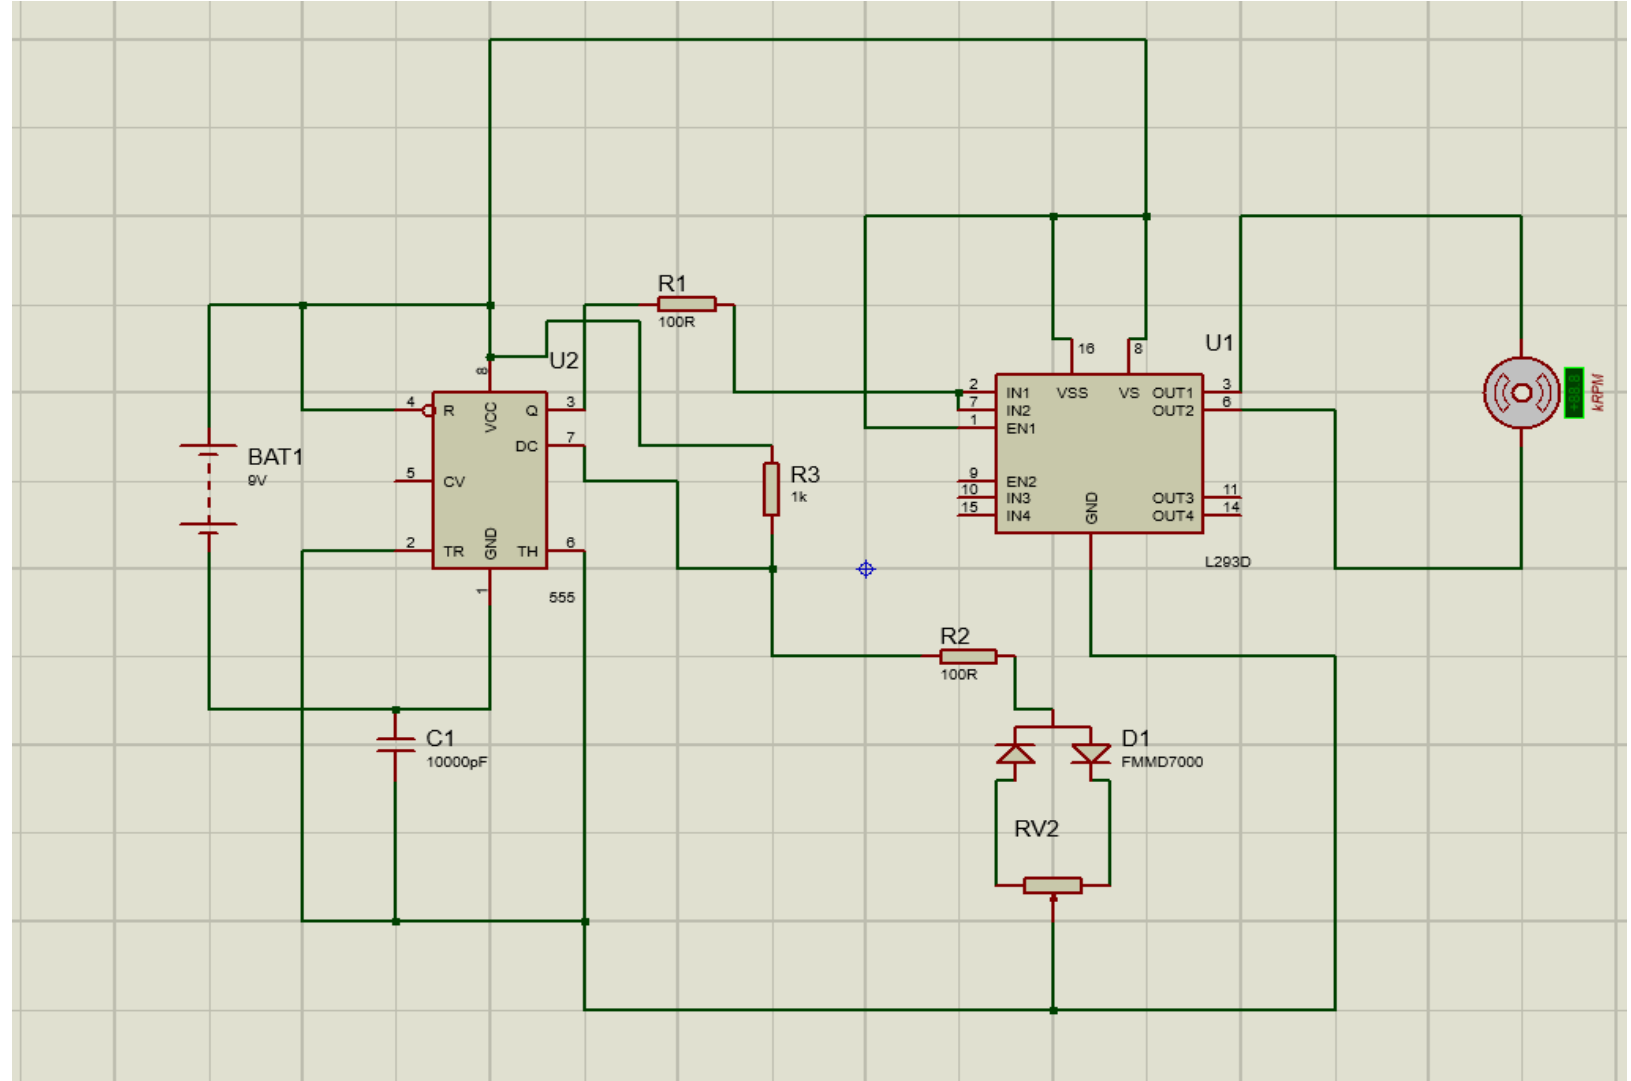 R1
100R
U2
8
4
R
VCC
Q
3
DC
7
5
CV
2
TR
GND
TH
6
1
555
BAT1
9V
R3
1k
C1
10000pF
U1
16
8
2
IN1
VSS
VS
OUT1
3
7
IN2
OUT2
6
1
EN1
9
EN2
10
IN3
OUT3
11
15
IN4
GND
OUT4
14
L293D
+88.8
kRPM
R2
100R
D1
FMMD7000
RV2